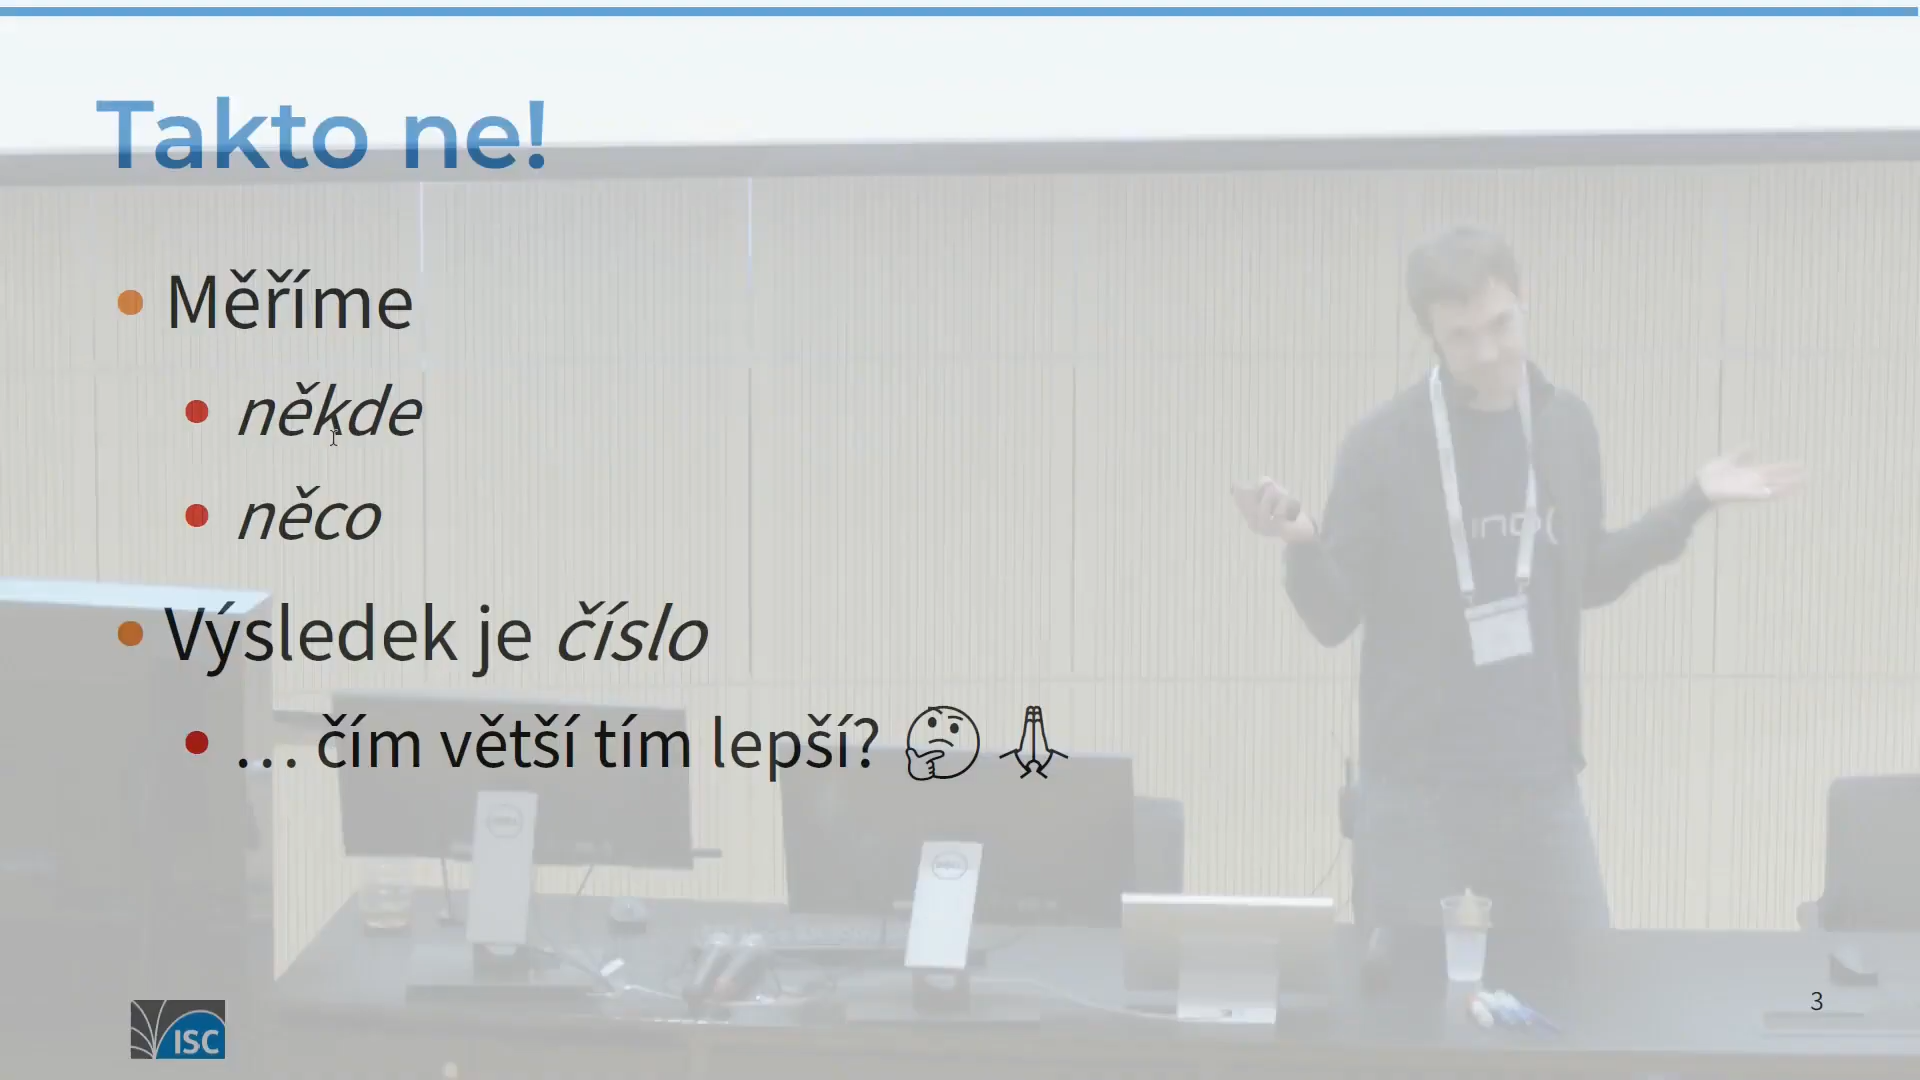 Takto ne!
• Měříme
• někde
• něco
• Výsledek je číslo
• … čím větší tím lepší? 🤔 🙏
ISC
3